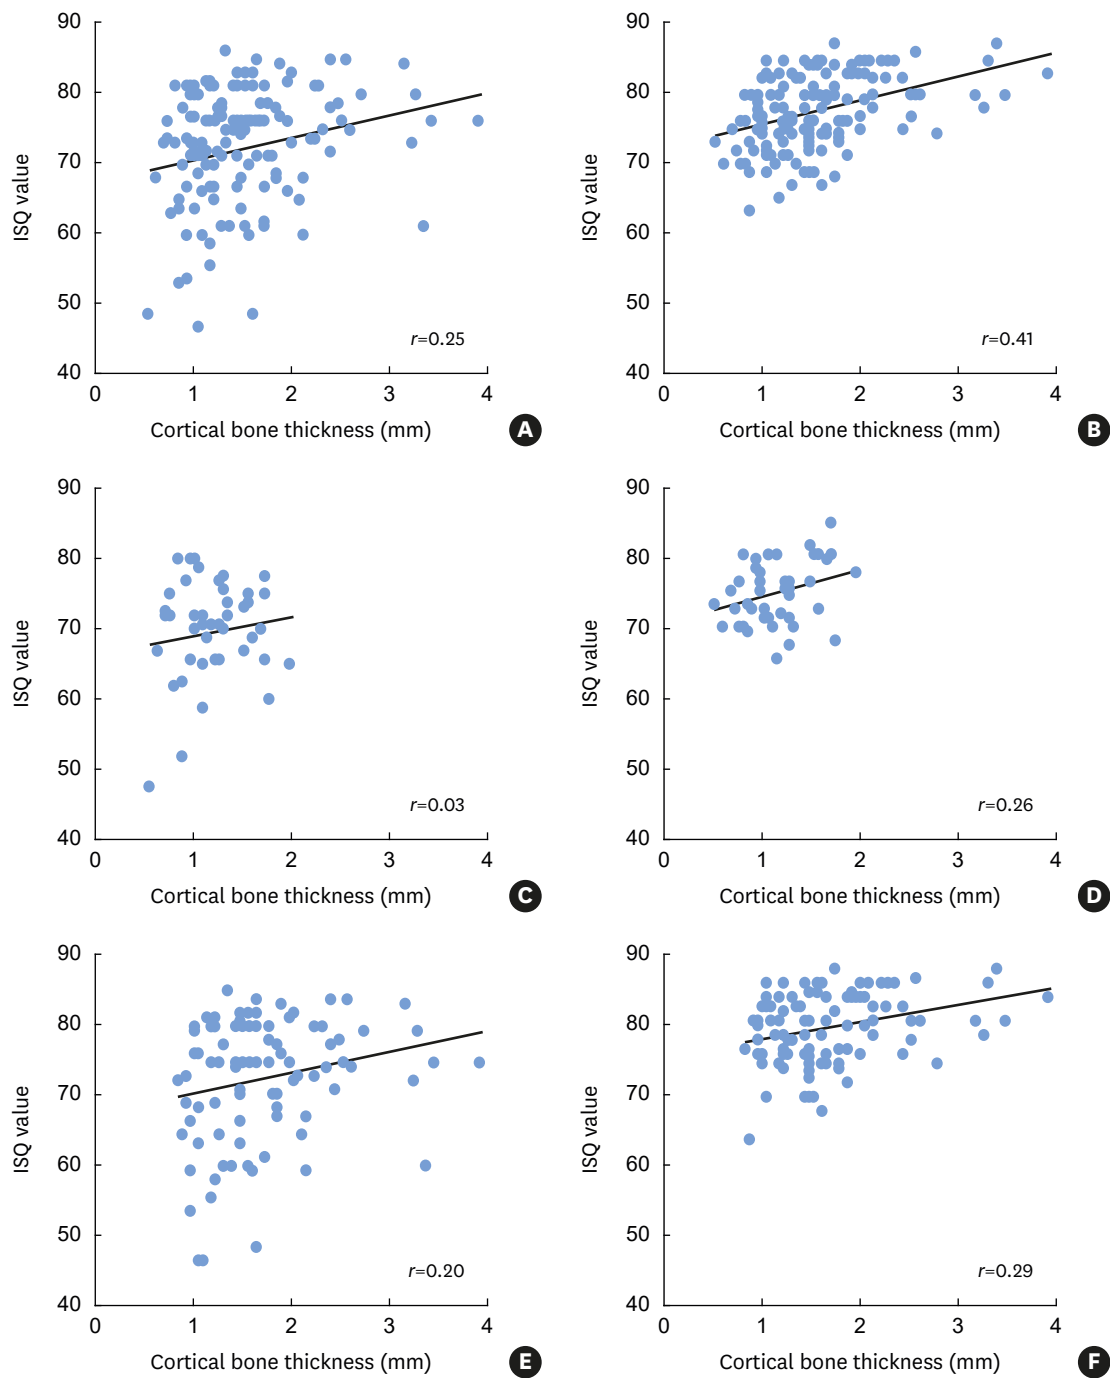 90
80
70
60
50
40
ISQ value
r=0.25
0 1 2 3 4
Cortical bone thickness (mm)
A
90
80
70
60
50
40
ISQ value
r=0.41
0 1 2 3 4
Cortical bone thickness (mm)
B
90
80
70
60
50
40
ISQ value
r=0.03
0 1 2 3 4
Cortical bone thickness (mm)
C
90
80
70
60
50
40
ISQ value
r=0.26
0 1 2 3 4
Cortical bone thickness (mm)
D
90
80
70
60
50
40
ISQ value
r=0.20
0 1 2 3 4
Cortical bone thickness (mm)
E
90
80
70
60
50
40
ISQ value
r=0.29
0 1 2 3 4
Cortical bone thickness (mm)
F